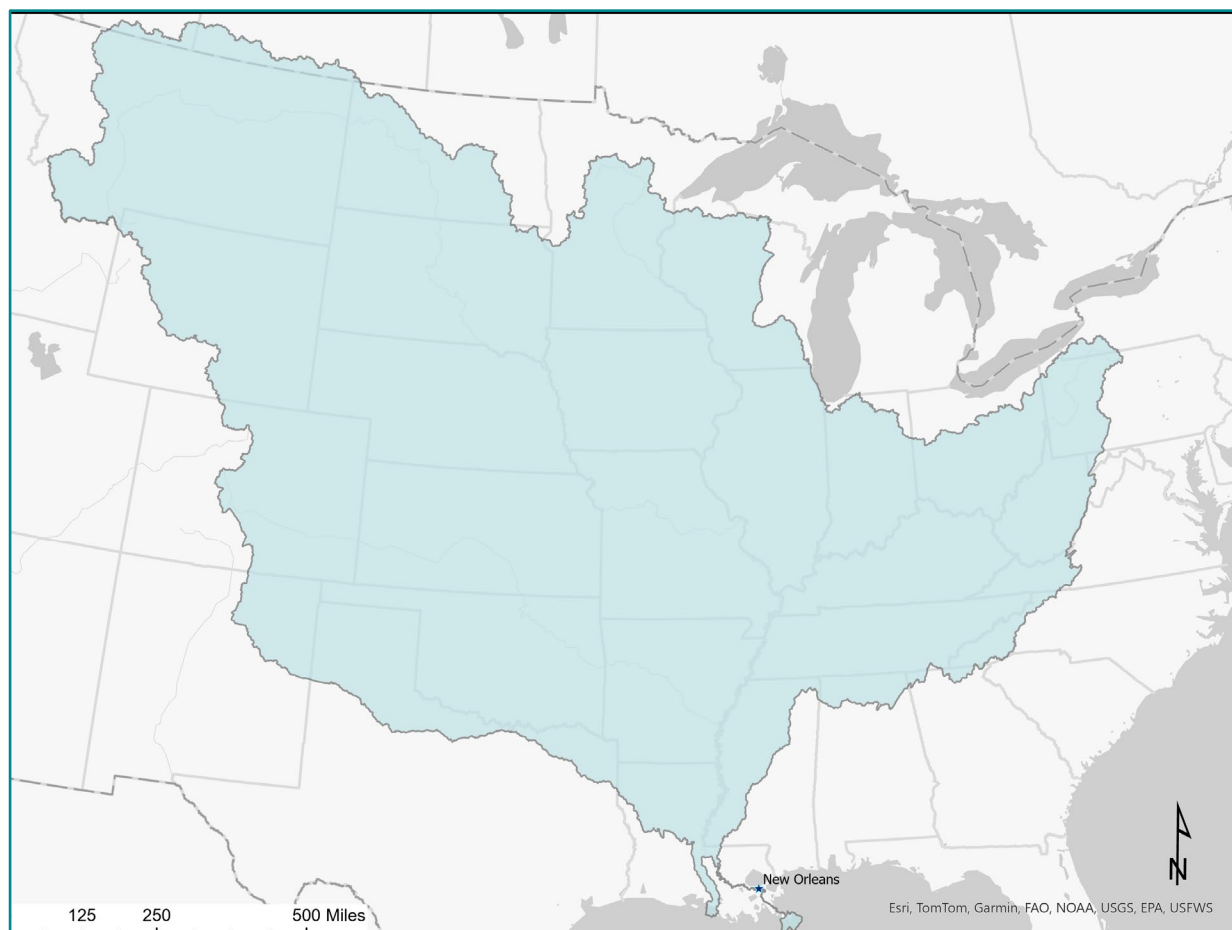 New Orleans
N
125 250 500 Miles
Esri, TomTom, Garmin, FAO, NOAA, USGS, EPA, USFWS